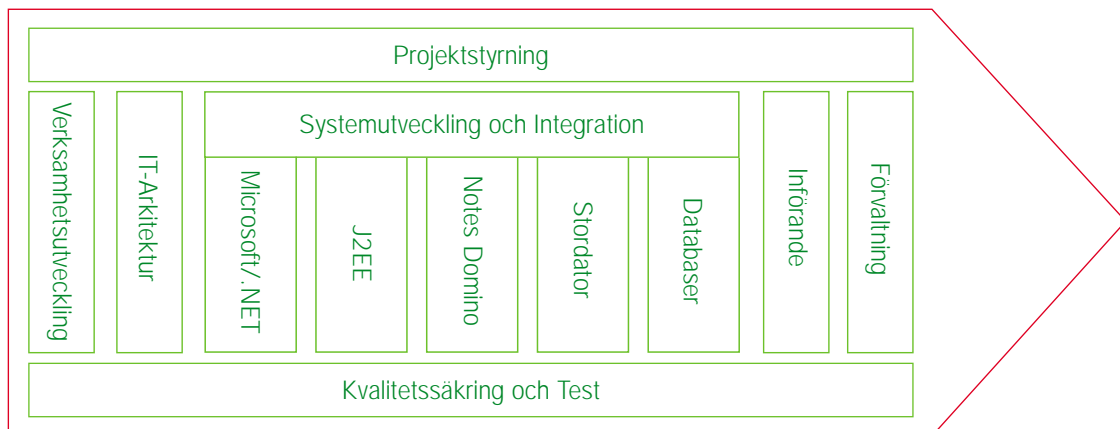 Projektstyrning
Verksamhetsutveckling
IT-Arkitektur
Systemutveckling och Integration
Microsoft/.NET
J2EE
Notes Domino
Stordator
Databaser
Införande
Förvaltning
Kvalitetssäkring och Test